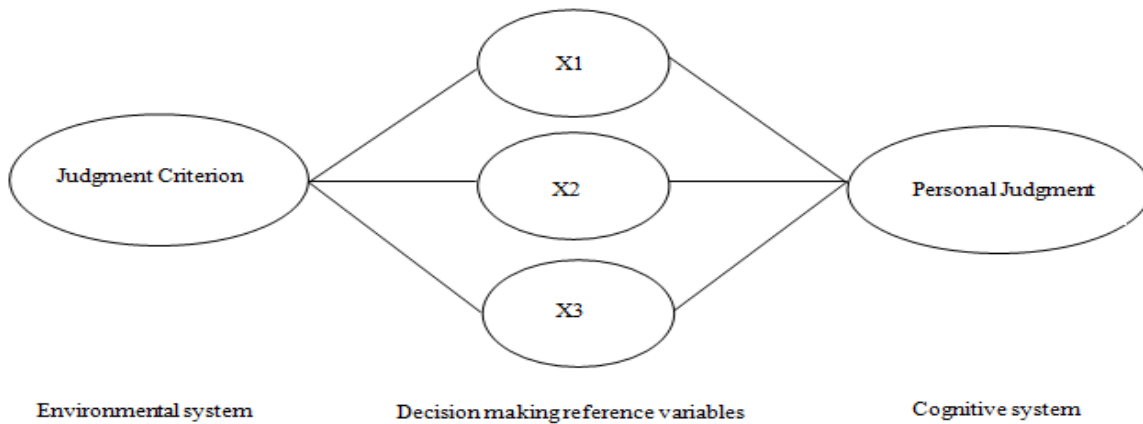 X1
Judgment Criterion
X2
Personal Judgment
X3
Environmental system
Decision making reference variables
Cognitive system